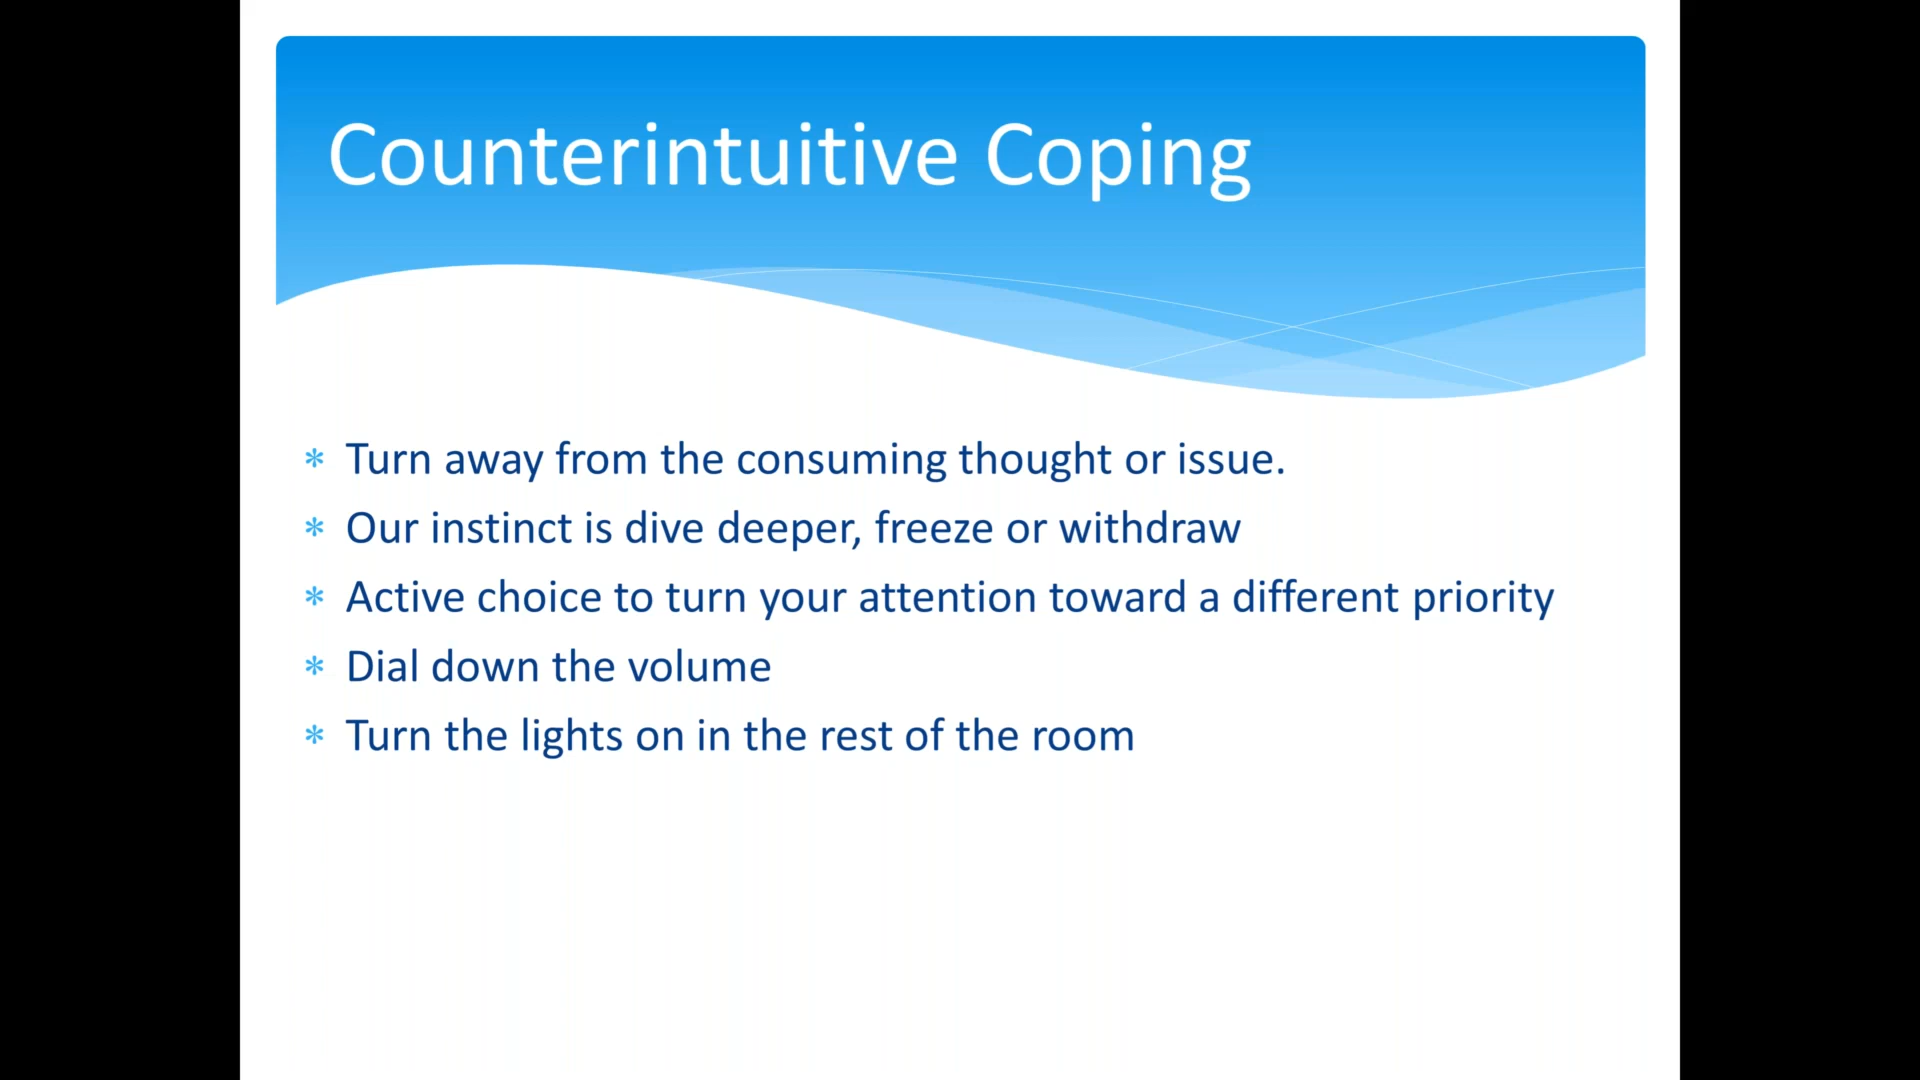 Counterintuitive Coping
* Turn away from the consuming thought or issue.
* Our instinct is dive deeper, freeze or withdraw
* Active choice to turn your attention toward a different priority
* Dial down the volume
* Turn the lights on in the rest of the room